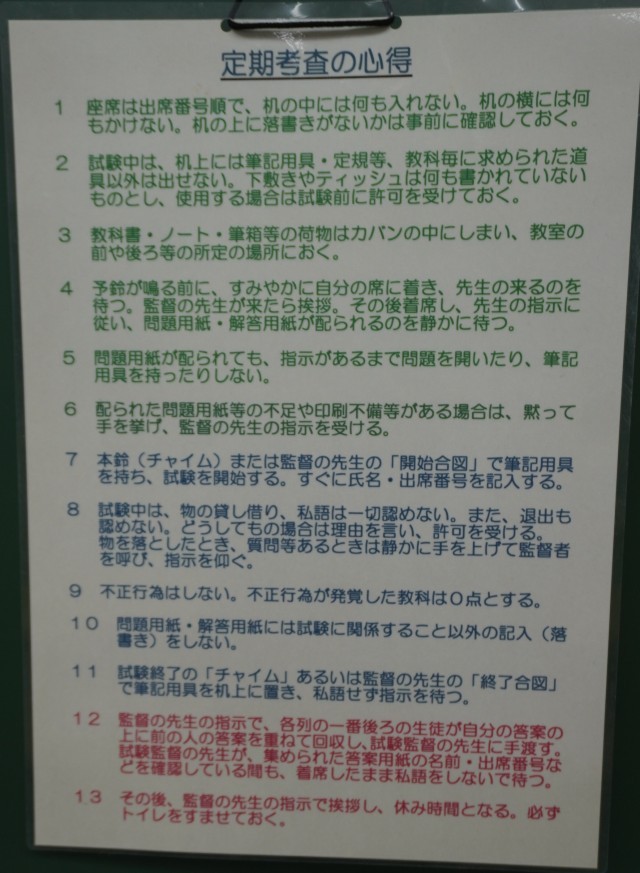 定期考査の心得
1 座席は出席番号順で、机の中には何も入れない。机の横には何
もかけない。机の上に落書きがないかは事前に確認しておく。
2 試験中は、机上には筆記用具・定規等、教科毎に求められた道
具以外は出せない。下敷きやティッシュは何も書かれていない
ものとし、使用する場合は試験前に許可を受けておく。
3 教科書・ノート・筆箱等の荷物はカバンの中にしまい、教室の
前や後ろ等の所定の場所におく。
4 予鈴が鳴る前に、すみやかに自分の席に着き、先生の来るのを
待つ。監督の先生が来たら挨拶。その後着席し、先生の指示に
従い、問題用紙・解答用紙が配られるのを静かに待つ。
5 問題用紙が配られても、指示があるまで問題を開いたり、筆記
用具を持ったりしない。
6 配られた問題用紙等の不足や印刷不備等がある場合は、黙って
手を挙げ、監督の先生の指示を受ける。
7 本鈴（チャイム）または監督の先生の「開始合図」で筆記用具
を持ち、試験を開始する。すぐに氏名・出席番号を記入する。
8 試験中は、物の貸し借り、私語は一切認めない。また、退出も
認めない。どうしてもの場合は理由を言い、許可を受ける。
物を落としたとき、質問等あるときは静かに手を上げて監督者
を呼び、指示を仰ぐ。
9 不正行為はしない。不正行為が発覚した教科は０点とする。
10 問題用紙・解答用紙には試験に関係すること以外の記入（落
書き）をしない。
11 試験終了の「チャイム」あるいは監督の先生の「終了合図」
で筆記用具を机上に置き、私語せず指示を待つ。
12 監督の先生の指示で、各列の一番後ろの生徒が自分の答案の
上に前の人の答案を重ねて回収し、試験監督の先生に手渡す。
試験監督の先生が、集められた答案用紙の名前・出席番号な
どを確認している間も、着席したまま私語をしないで待つ。
13 その後、監督の先生の指示で挨拶し、休み時間となる。必ず
トイレをすませておく。